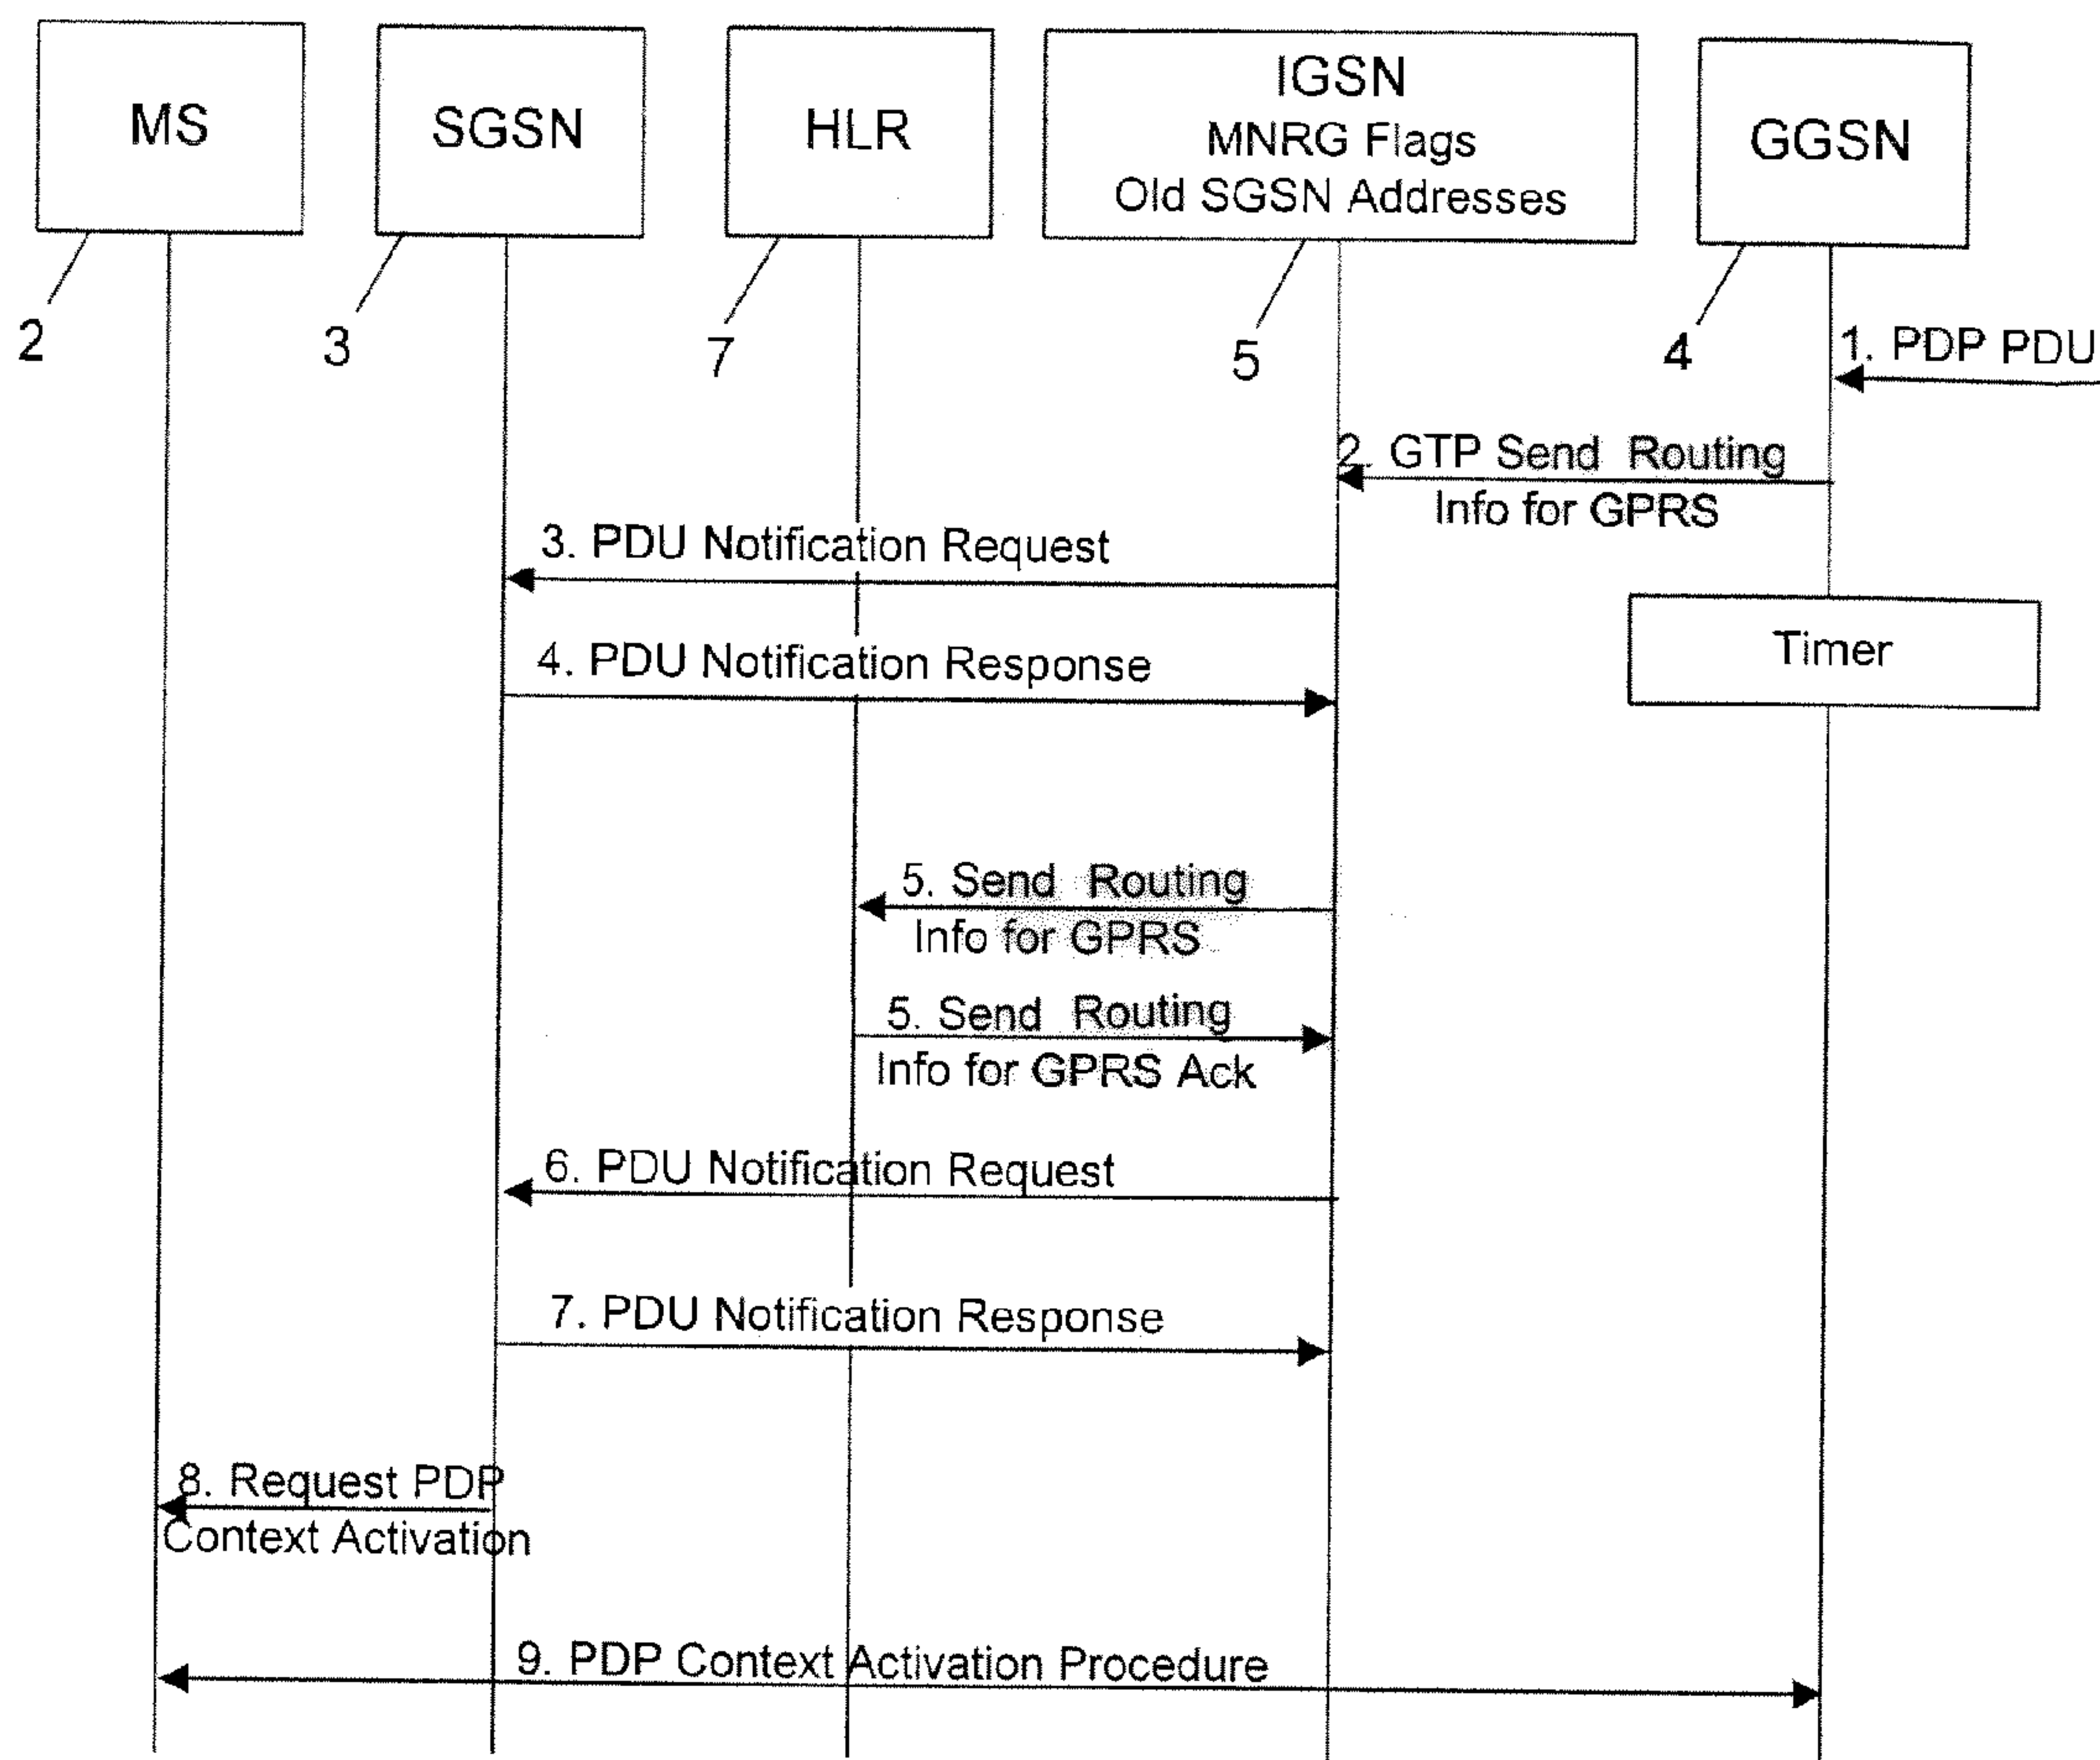 MS
SGSN
HLR
IGSN
MNRG Flags
Old SGSN Addresses
GGSN
2
3
7
5
4
1. PDP PDU
2. GTP Send Routing
Info for GPRS
3. PDU Notification Request
Timer
4. PDU Notification Response
5. Send Routing
Info for GPRS
5. Send Routing
Info for GPRS Ack
6. PDU Notification Request
7. PDU Notification Response
8. Request PDP
Context Activation
9. PDP Context Activation Procedure